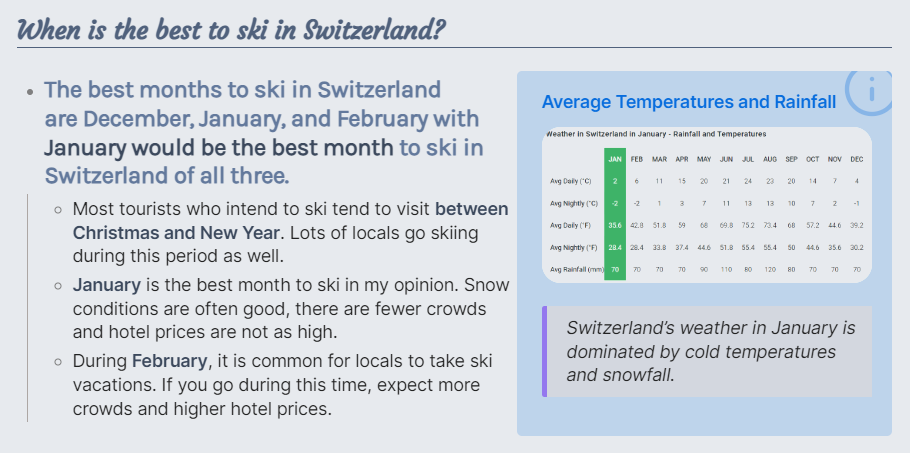 When is the best to ski in Switzerland?
The best months to ski in Switzerland
are December, January, and February with
January would be the best month to ski in
Switzerland of all three.
Most tourists who intend to ski tend to visit between
Christmas and New Year. Lots of locals go skiing
during this period as well.
January is the best month to ski in my opinion. Snow
conditions are often good, there are fewer crowds
and hotel prices are not as high.
During February, it is common for locals to take ski
vacations. If you go during this time, expect more
crowds and higher hotel prices.
Average Temperatures and Rainfall
Weather in Switzerland in January - Rainfall and Temperatures
JAN FEB MAR APR MAY JUN JUL AUG SEP OCT NOV DEC
Avg Daily (°C) 2 6 11 15 20 21 24 23 20 14 7 4
Avg Nightly (°C) -2 -2 1 3 7 11 13 13 10 7 2 -1
Avg Daily (°F) 35.6 42.8 51.8 59 68 69.8 75.2 73.4 68 57.2 44.6 39.2
Avg Nightly (°F) 28.4 28.4 33.8 37.4 44.6 51.8 55.4 55.4 50 44.6 35.6 30.2
Avg Rainfall (mm) 70 70 70 70 90 110 80 120 80 70 70 70
Switzerland's weather in January is
dominated by cold temperatures
and snowfall.